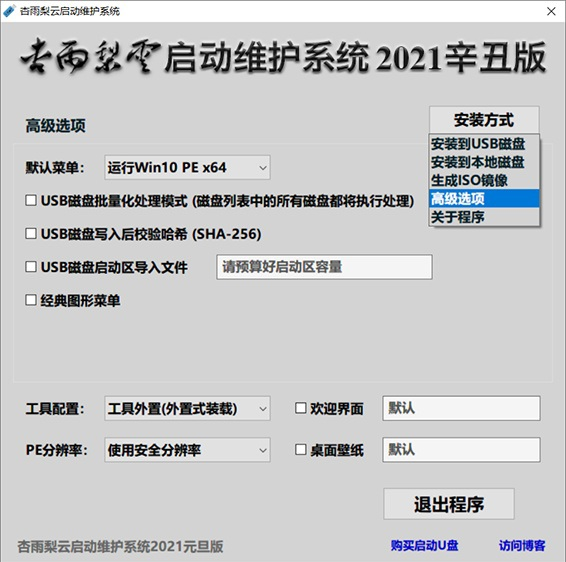 杏雨梨云启动维护系统
杏雨梨雲启动维护系统 2021辛丑版
安装方式
高级选项
安装到USB磁盘
安装到本地磁盘
生成ISO镜像
高级选项
关于程序
默认菜单： 运行Win10 PE x64
USB磁盘批量化处理模式 (磁盘列表中的所有磁盘都将执行处理)
USB磁盘写入后校验哈希 (SHA-256)
USB磁盘启动区导入文件 请预算好启动区容量
经典图形菜单
工具配置： 工具外置(外置式装载) 欢迎界面 默认
PE分辨率： 使用安全分辨率 桌面壁纸 默认
退出程序
杏雨梨云启动维护系统2021元旦版 购买启动U盘 访问博客